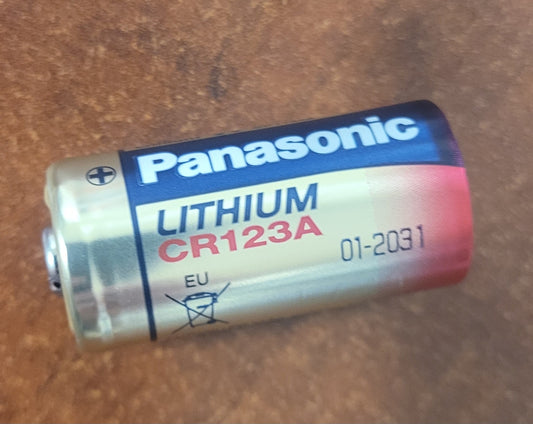 Panasonic
LITHIUM
CR123A
01-2031
EU